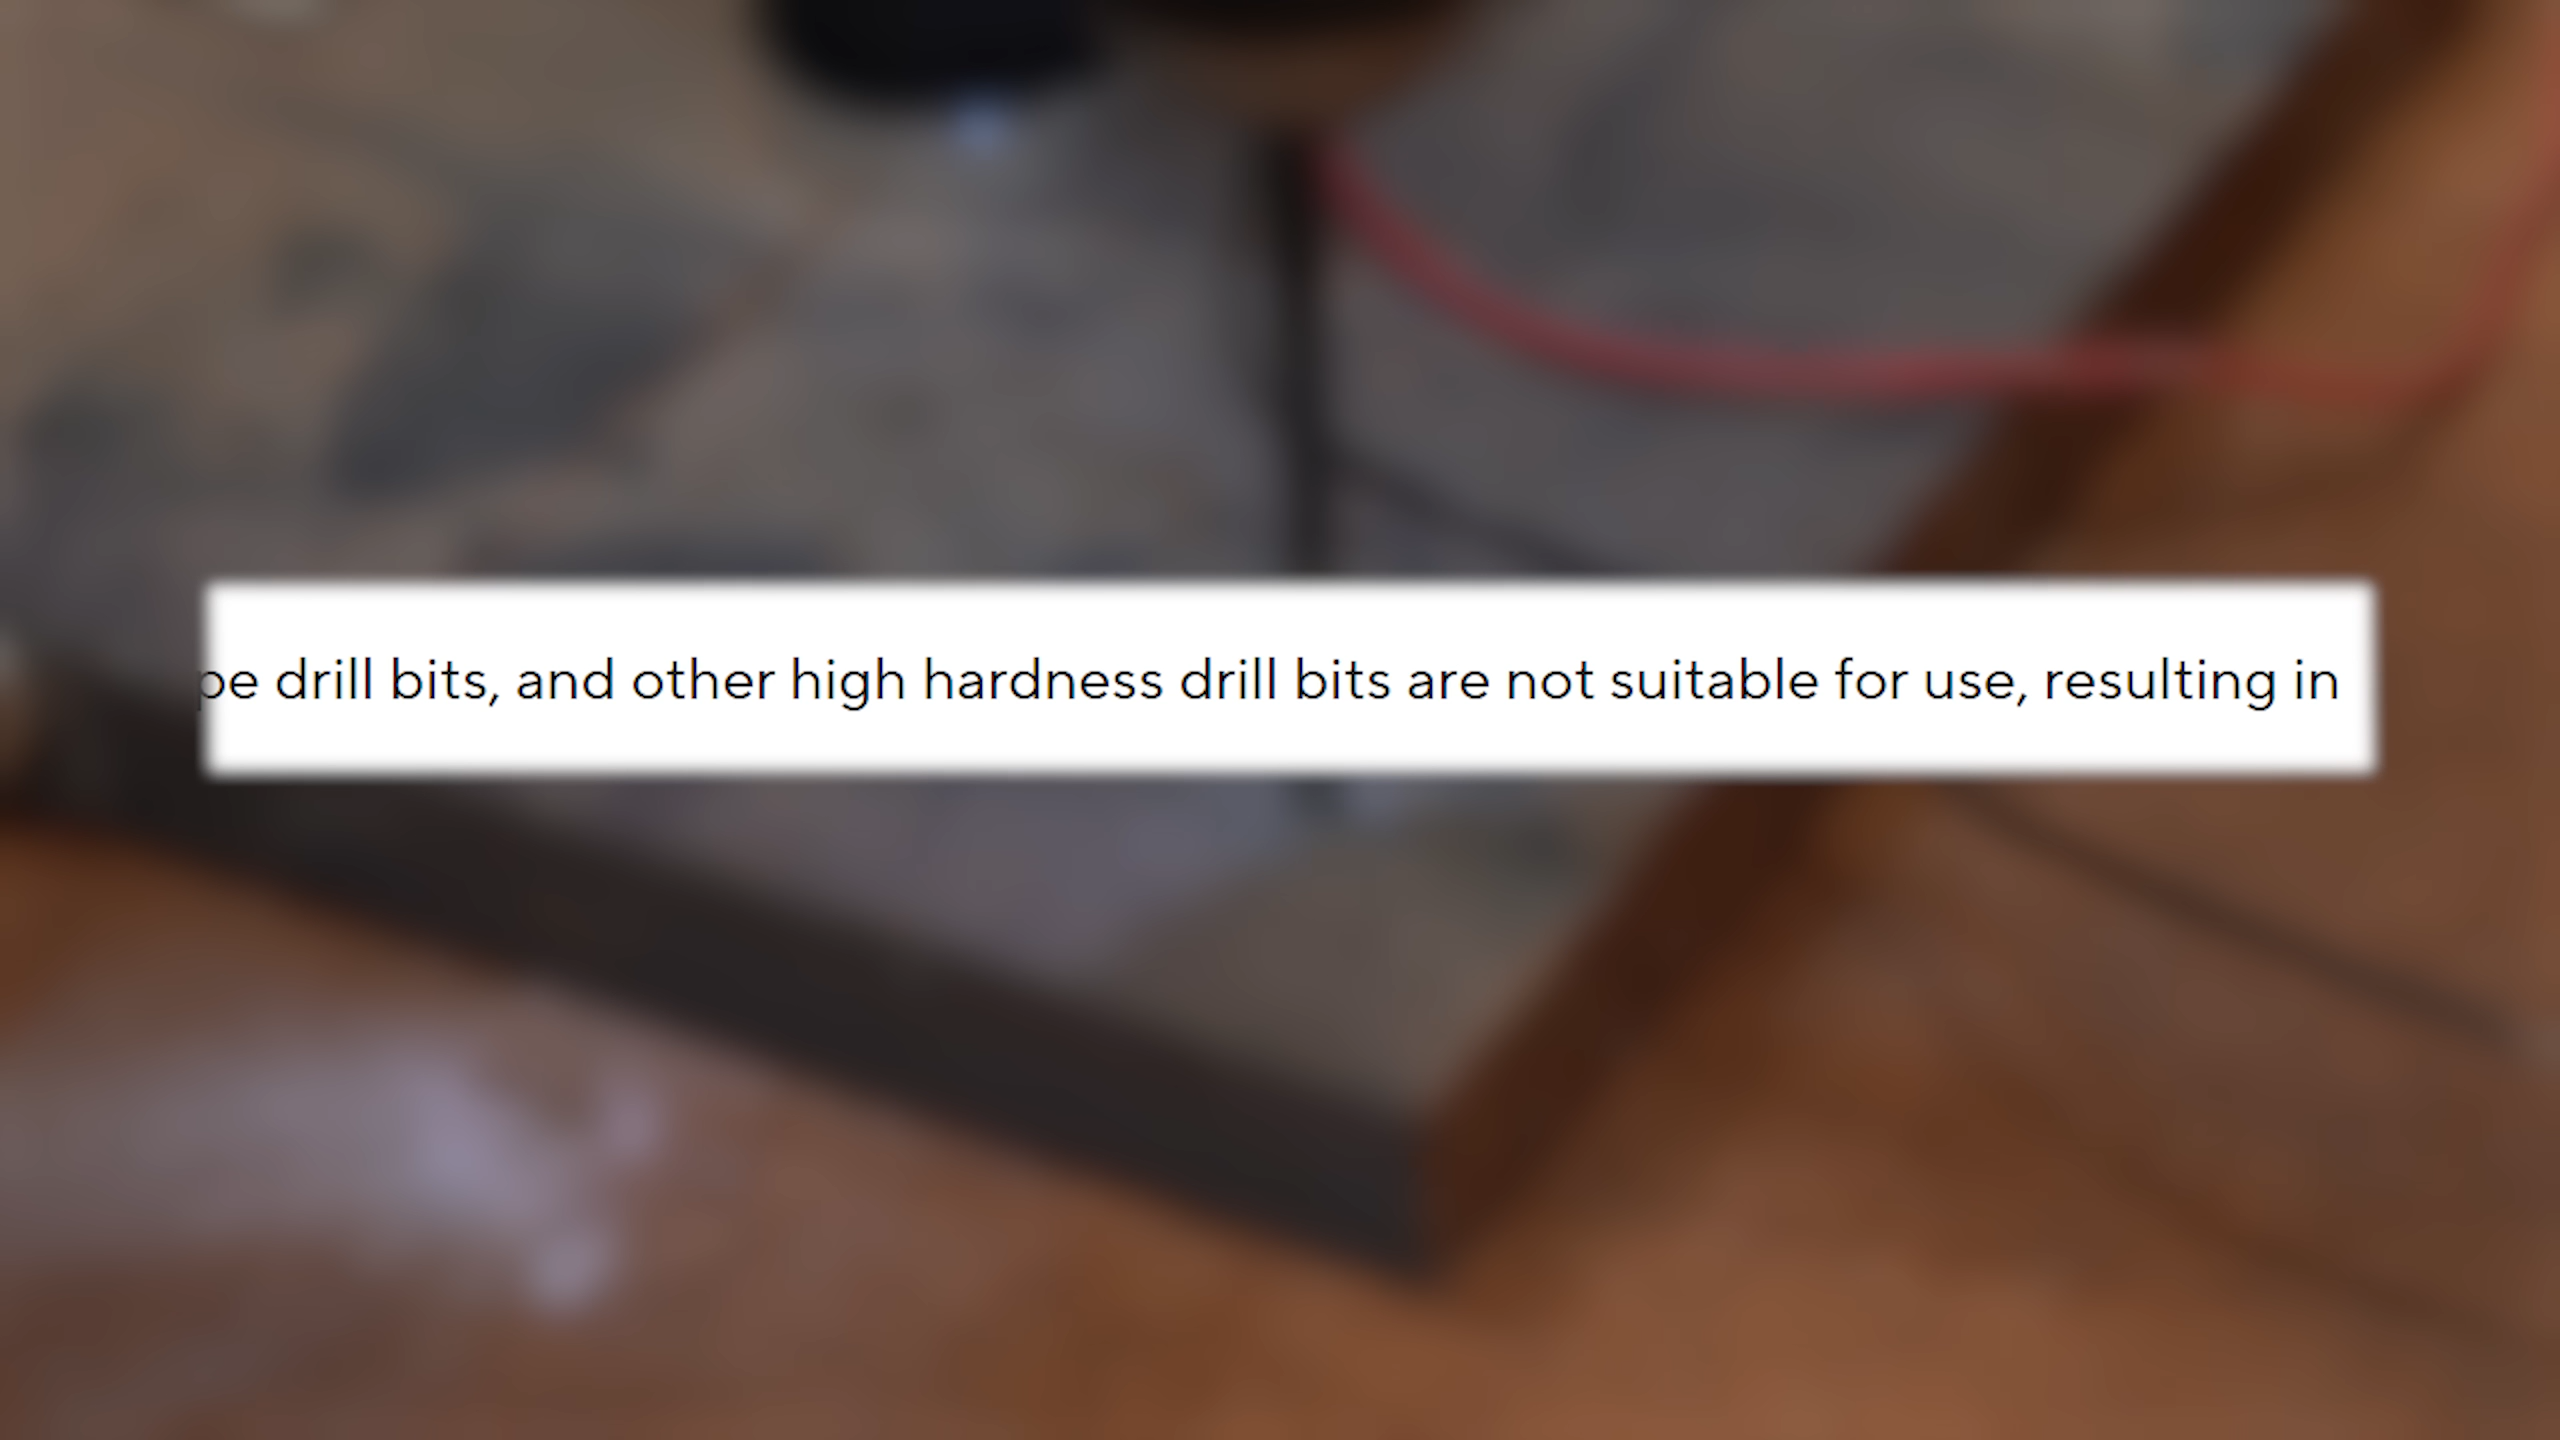 pe drill bits, and other high hardness drill bits are not suitable for use, resulting in